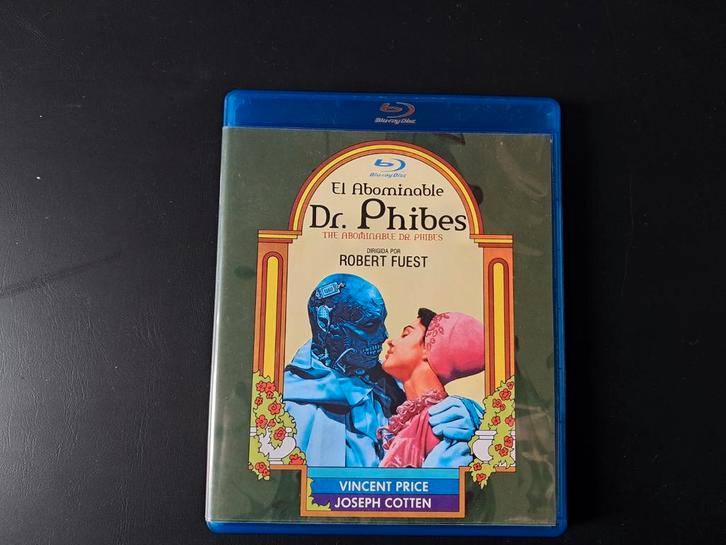 Blu-ray Disc
Blu-ray Disc
El Abominable
Dr. Phibes
THE ABOMINABLE DR. PHIBES
DIRIGIDA POR
ROBERT FUEST
VINCENT PRICE
JOSEPH COTTEN